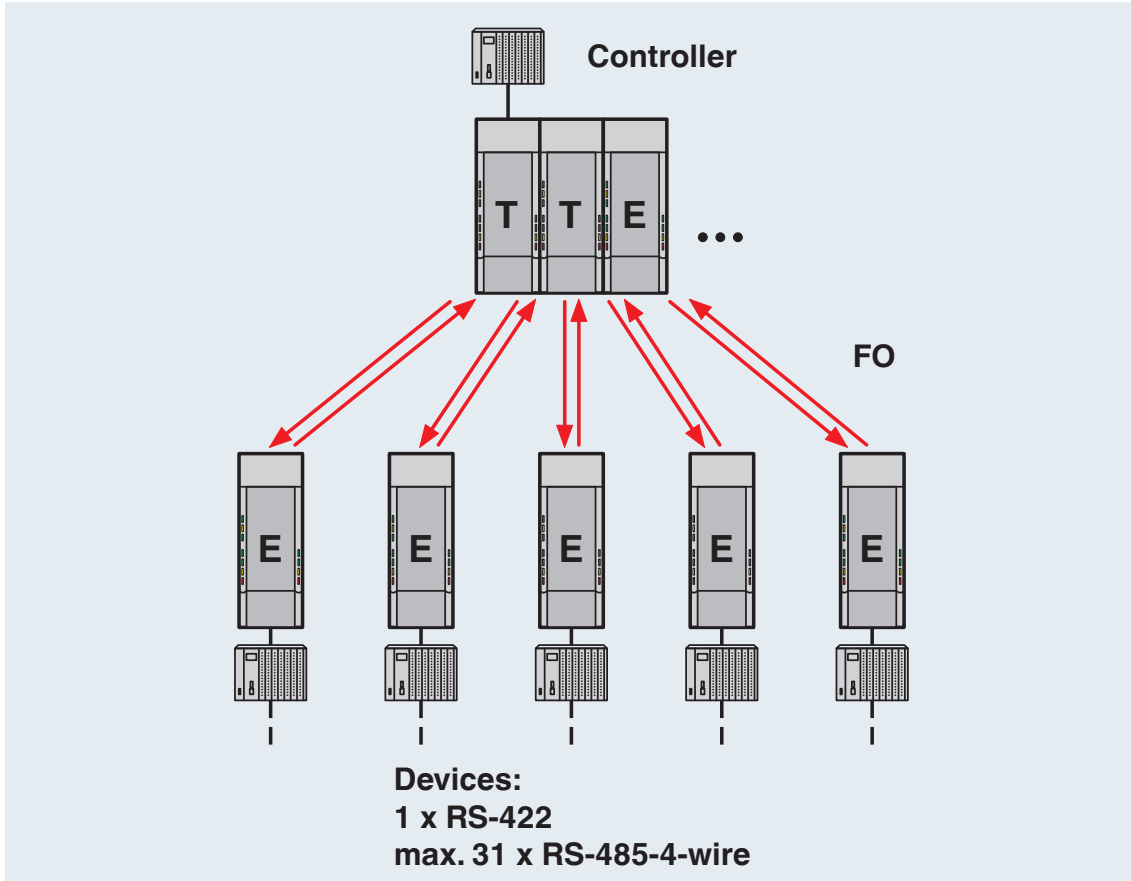 Controller
T T E
...
FO
E E E E E
Devices:
1 x RS-422
max. 31 x RS-485-4-wire